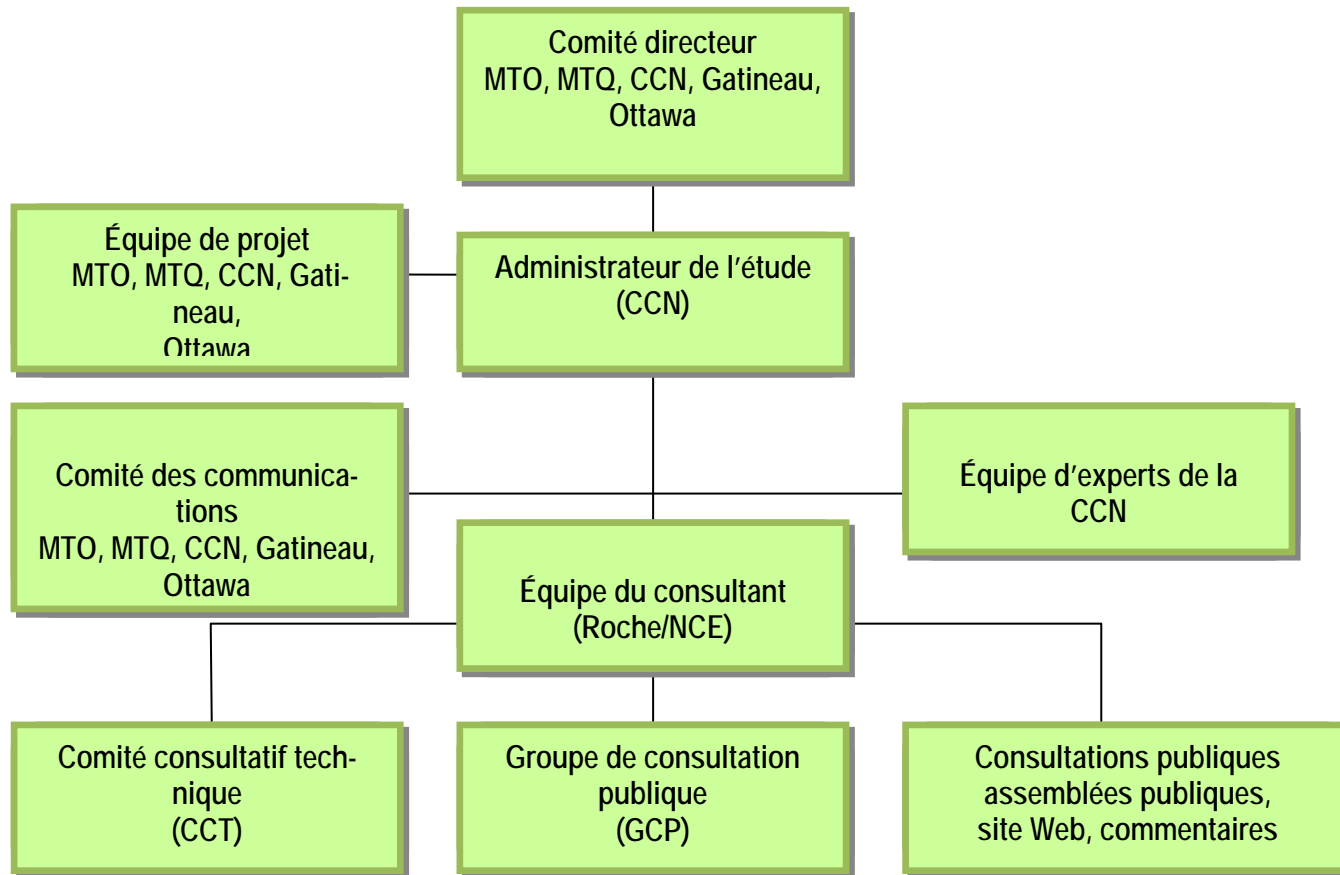 Comité directeur
MTO, MTQ, CCN, Gatineau,
Ottawa
Équipe de projet
MTO, MTQ, CCN, Gati-
neau,
Ottawa
Administrateur de l’étude
(CCN)
Comité des communica-
tions
MTO, MTQ, CCN, Gatineau,
Ottawa
Équipe d’experts de la
CCN
Équipe du consultant
(Roche/NCE)
Comité consultatif tech-
nique
(CCT)
Groupe de consultation
publique
(GCP)
Consultations publiques
assemblées publiques,
site Web, commentaires